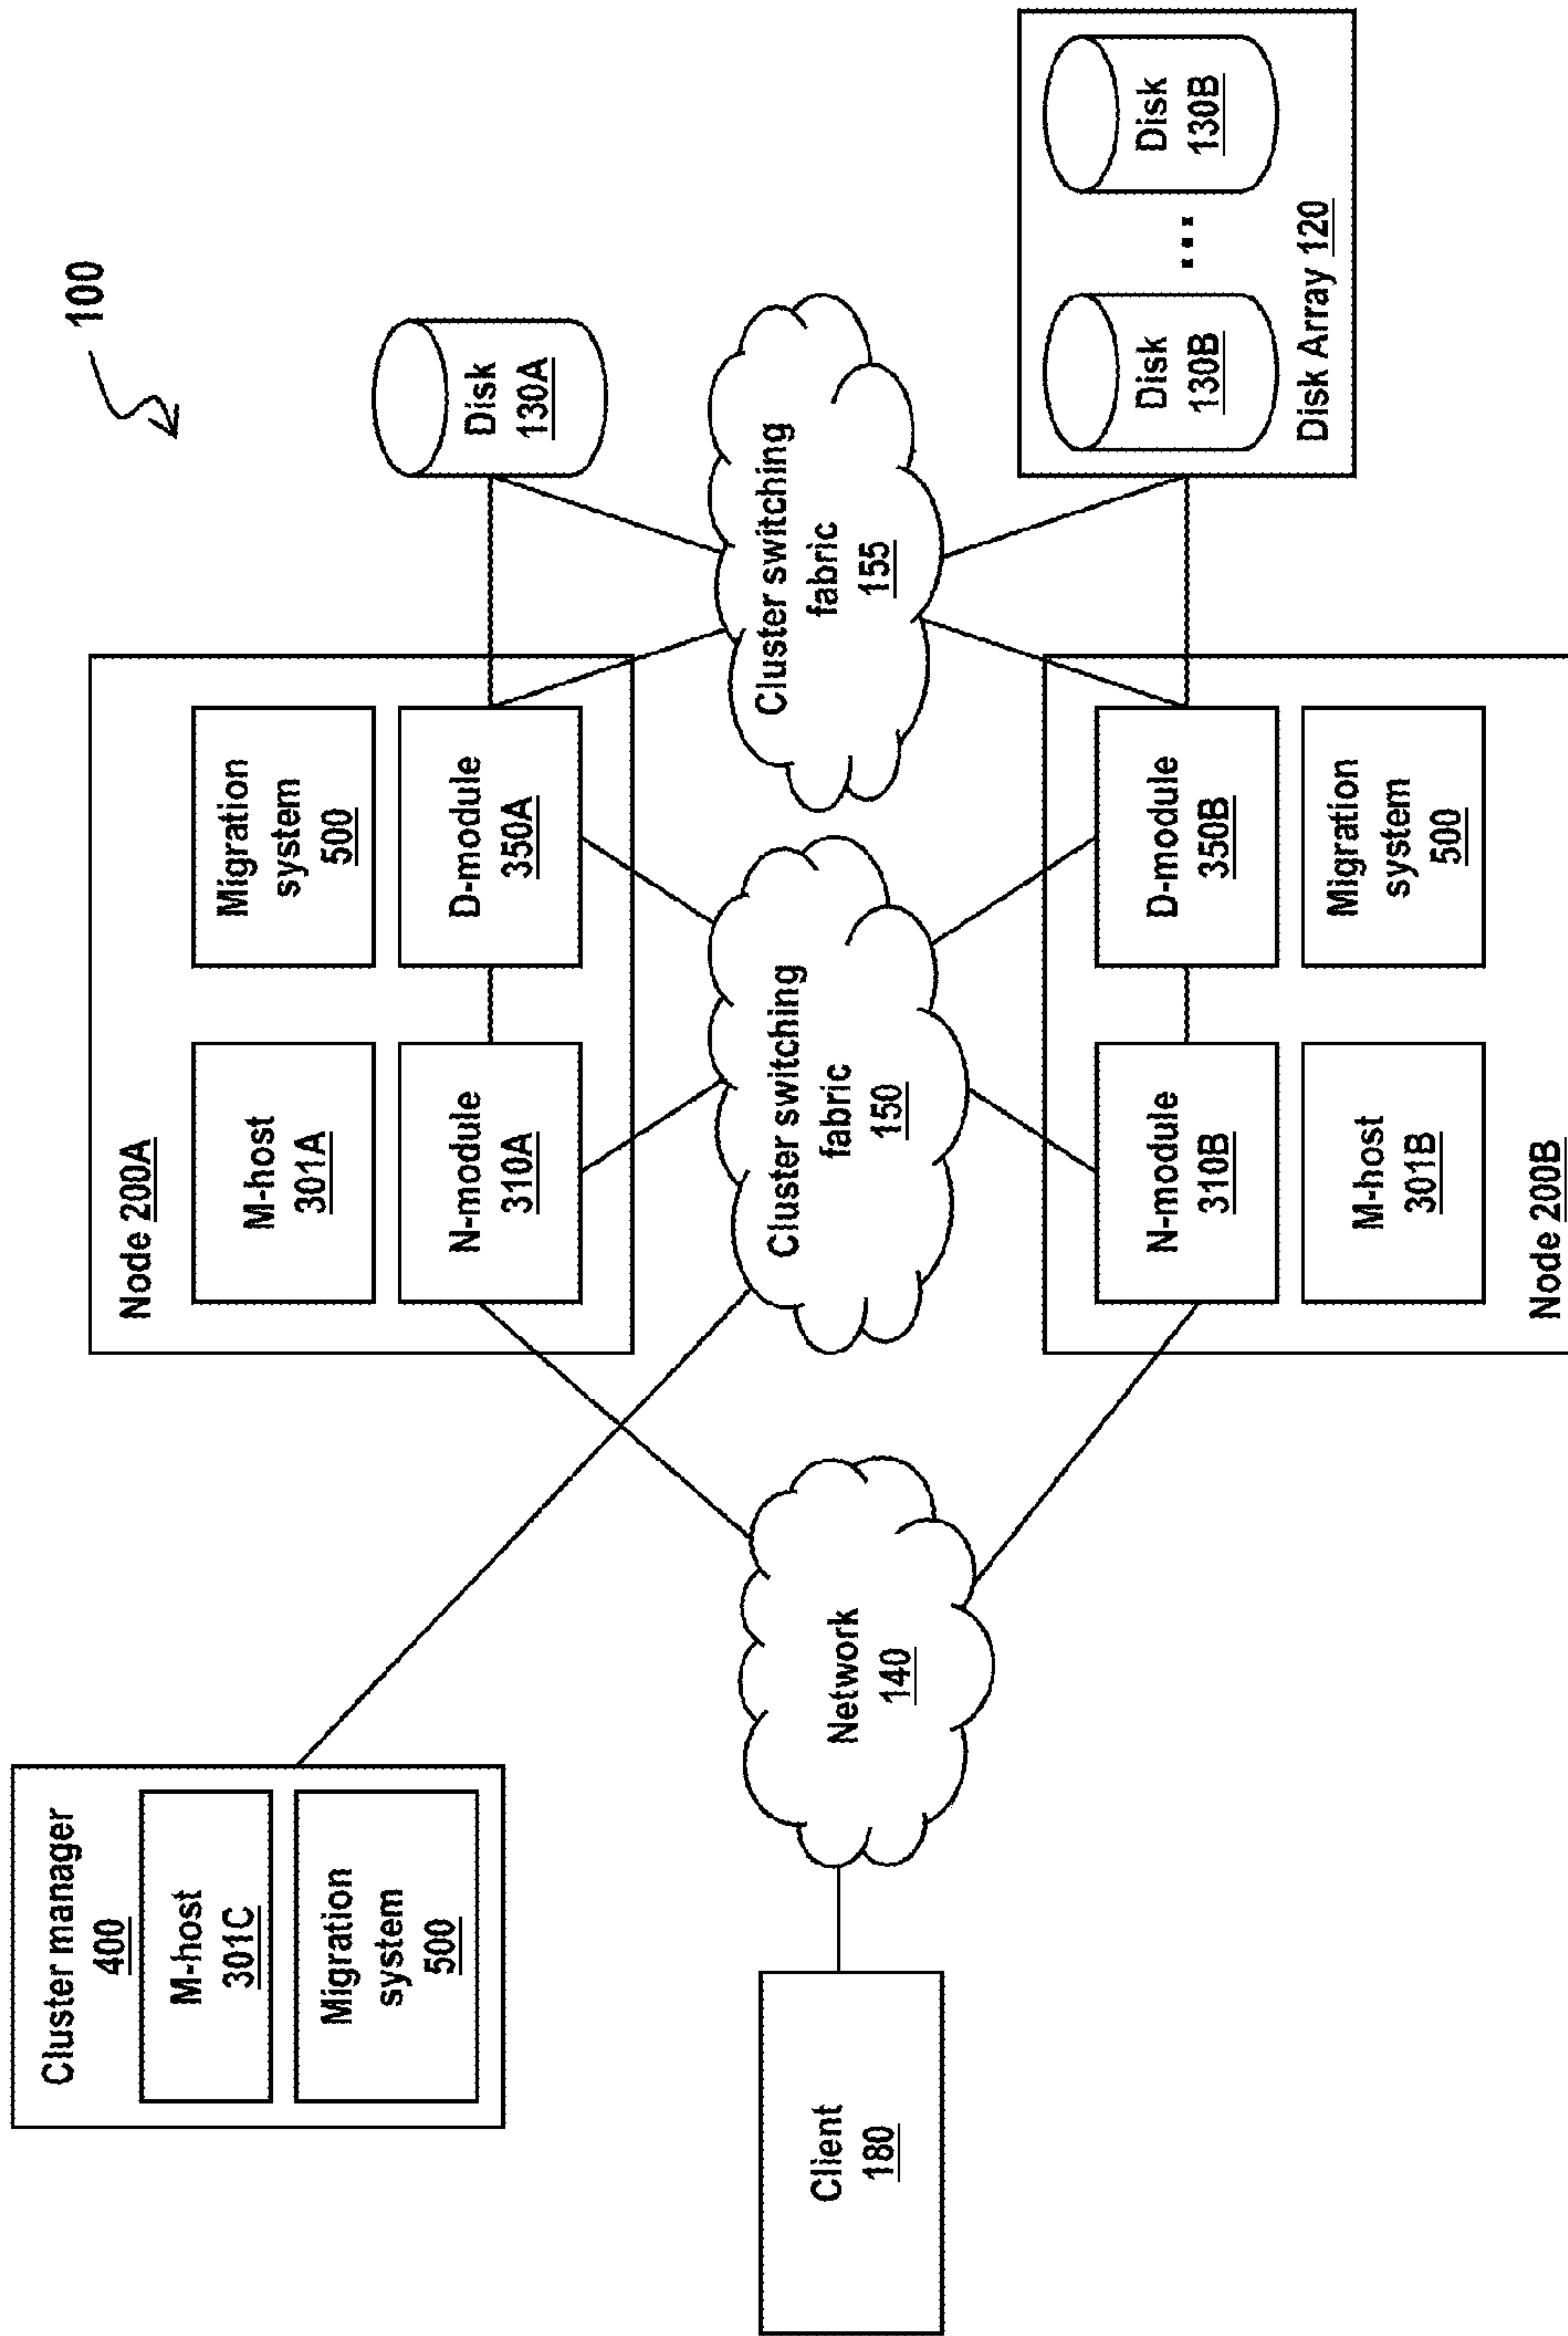 100
Cluster manager
400
M-host
301C
Migration
system
500
Node 200A
M-host
301A
Migration
system
500
N-module
310A
D-module
350A
Disk
130A
Client
180
Network
140
Cluster switching
fabric
150
Cluster switching
fabric
155
N-module
310B
D-module
350B
M-host
301B
Migration
system
500
Node 200B
Disk
130B
...
Disk
130B
Disk Array 120